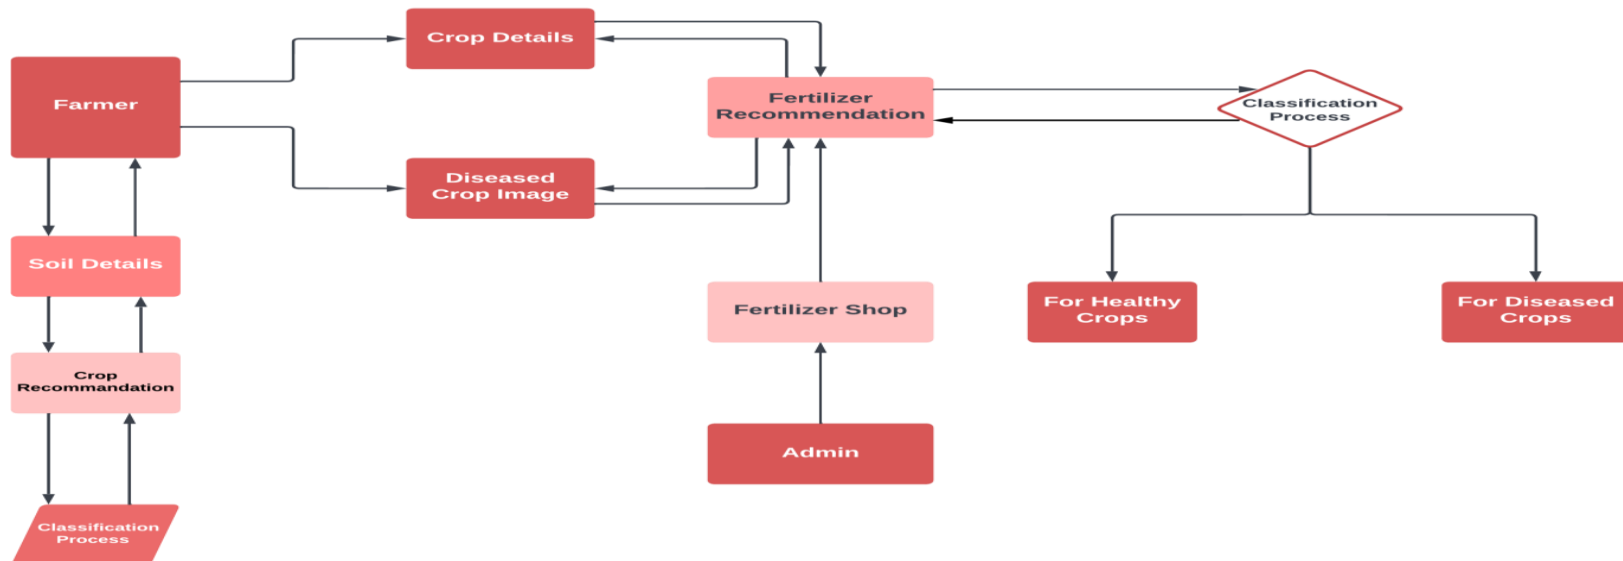 Crop Details
Farmer
Fertilizer
Recommendation
Classification
Process
Diseased
Crop Image
Soil Details
Fertilizer Shop
For Healthy
Crops
For Diseased
Crops
Crop
Recommandation
Admin
Classification
Process